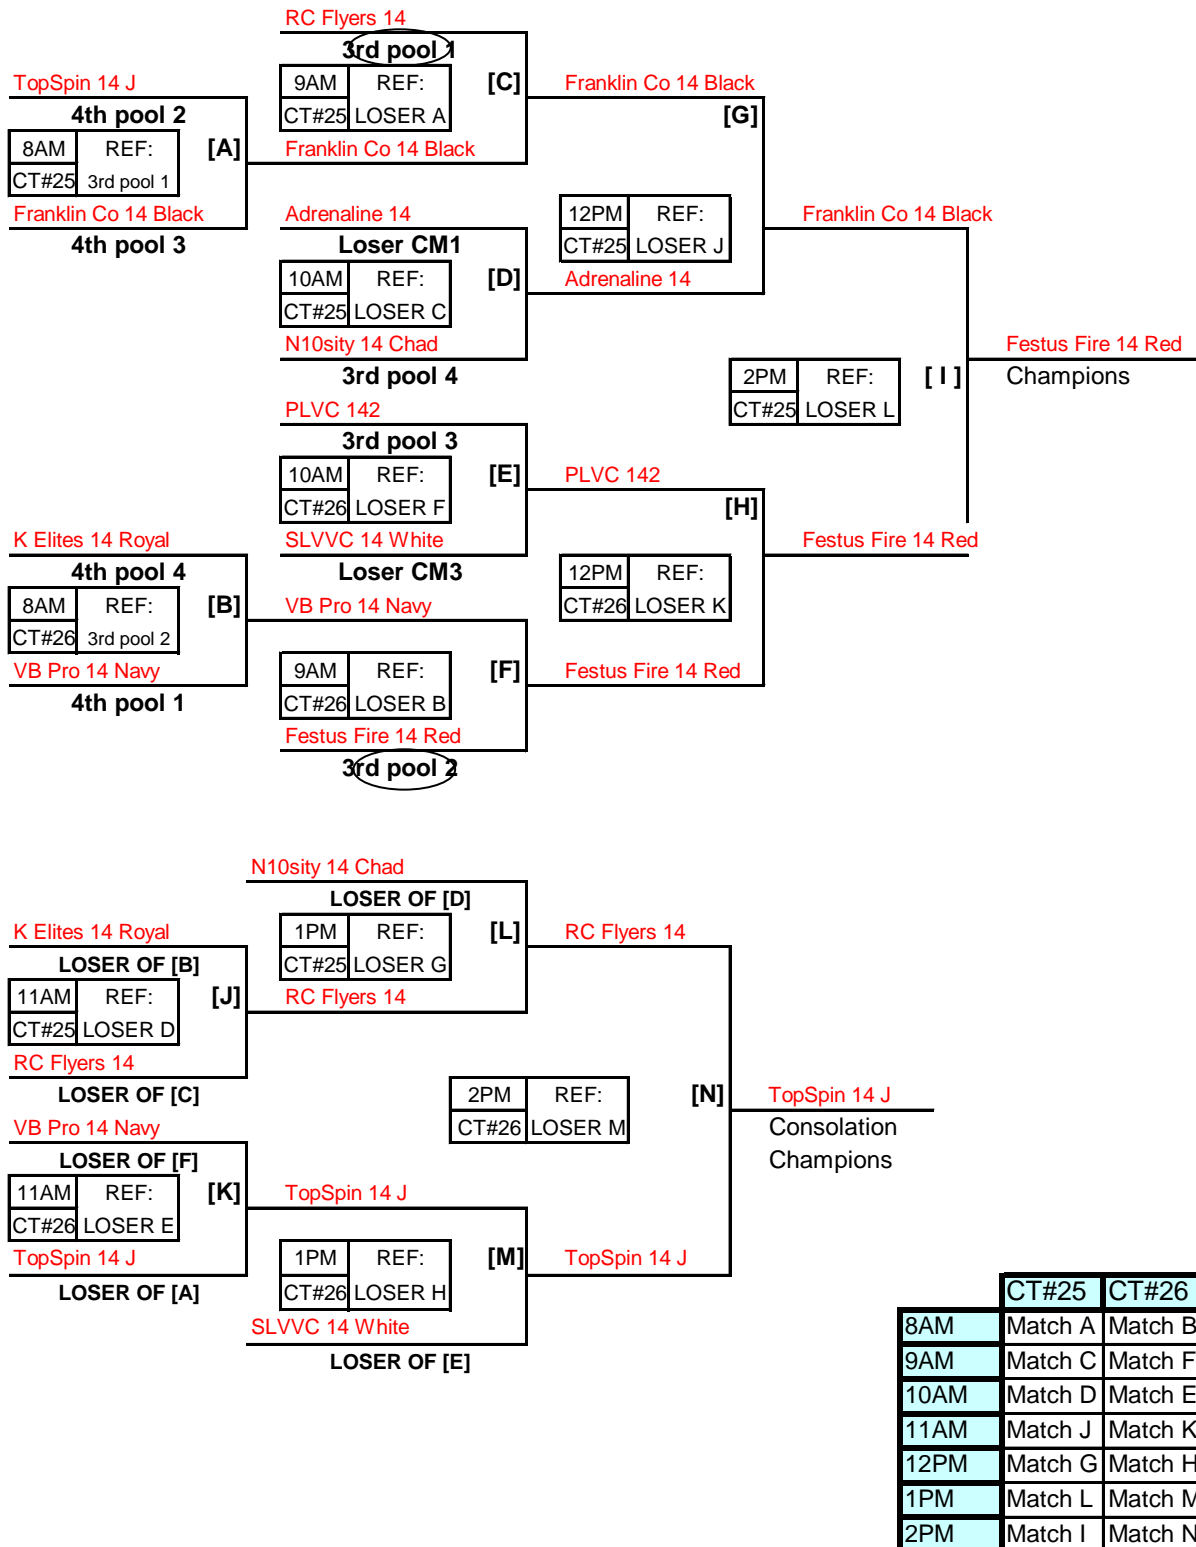 RC Flyers 14
3rd pool 1
TopSpin 14 J
9AM REF: [C] Franklin Co 14 Black
4th pool 2
CT#25 LOSER A [G]
8AM REF: [A] Franklin Co 14 Black
CT#25 3rd pool 1
Franklin Co 14 Black Adrenaline 14 12PM REF: Franklin Co 14 Black
4th pool 3 Loser CM1 CT#25 LOSER J
10AM REF: [D] Adrenaline 14
CT#25 LOSER C
N10sity 14 Chad Festus Fire 14 Red
3rd pool 4 2PM REF: [ I ] Champions
PLVC 142 CT#25 LOSER L
3rd pool 3
10AM REF: [E] PLVC 142
CT#26 LOSER F [H]
K Elites 14 Royal SLVVC 14 White Festus Fire 14 Red
4th pool 4 Loser CM3 12PM REF:
8AM REF: [B] VB Pro 14 Navy CT#26 LOSER K
CT#26 3rd pool 2
VB Pro 14 Navy 9AM REF: [F] Festus Fire 14 Red
4th pool 1 CT#26 LOSER B
Festus Fire 14 Red
3rd pool 2
N10sity 14 Chad
LOSER OF [D]
K Elites 14 Royal 1PM REF: [L] RC Flyers 14
LOSER OF [B] CT#25 LOSER G
11AM REF: [J] RC Flyers 14
CT#25 LOSER D
RC Flyers 14
LOSER OF [C] 2PM REF: [N] TopSpin 14 J
VB Pro 14 Navy CT#26 LOSER M Consolation
LOSER OF [F] Champions
11AM REF: [K] TopSpin 14 J
CT#26 LOSER E
TopSpin 14 J 1PM REF: [M] TopSpin 14 J
LOSER OF [A] CT#26 LOSER H
SLVVC 14 White
LOSER OF [E]
CT#25 CT#26
8AM Match A Match B
9AM Match C Match F
10AM Match D Match E
11AM Match J Match K
12PM Match G Match H
1PM Match L Match M
2PM Match I Match N